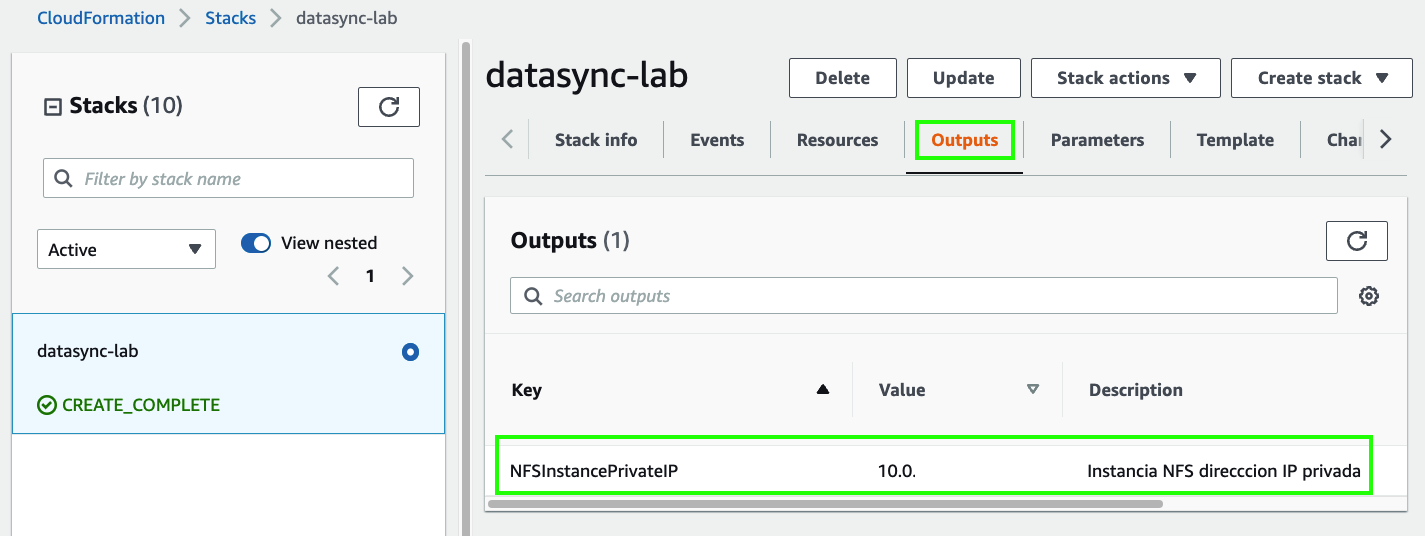 CloudFormation > Stacks > datasync-lab
Stacks (10)
Filter by stack name
Active
View nested
1
datasync-lab
CREATE_COMPLETE
datasync-lab
Delete Update Stack actions Create stack
Stack info Events Resources Outputs Parameters Template Cha
Outputs (1)
Search outputs
Key Value Description
NFSInstancePrivateIP 10.0. Instancia NFS direcccion IP privada